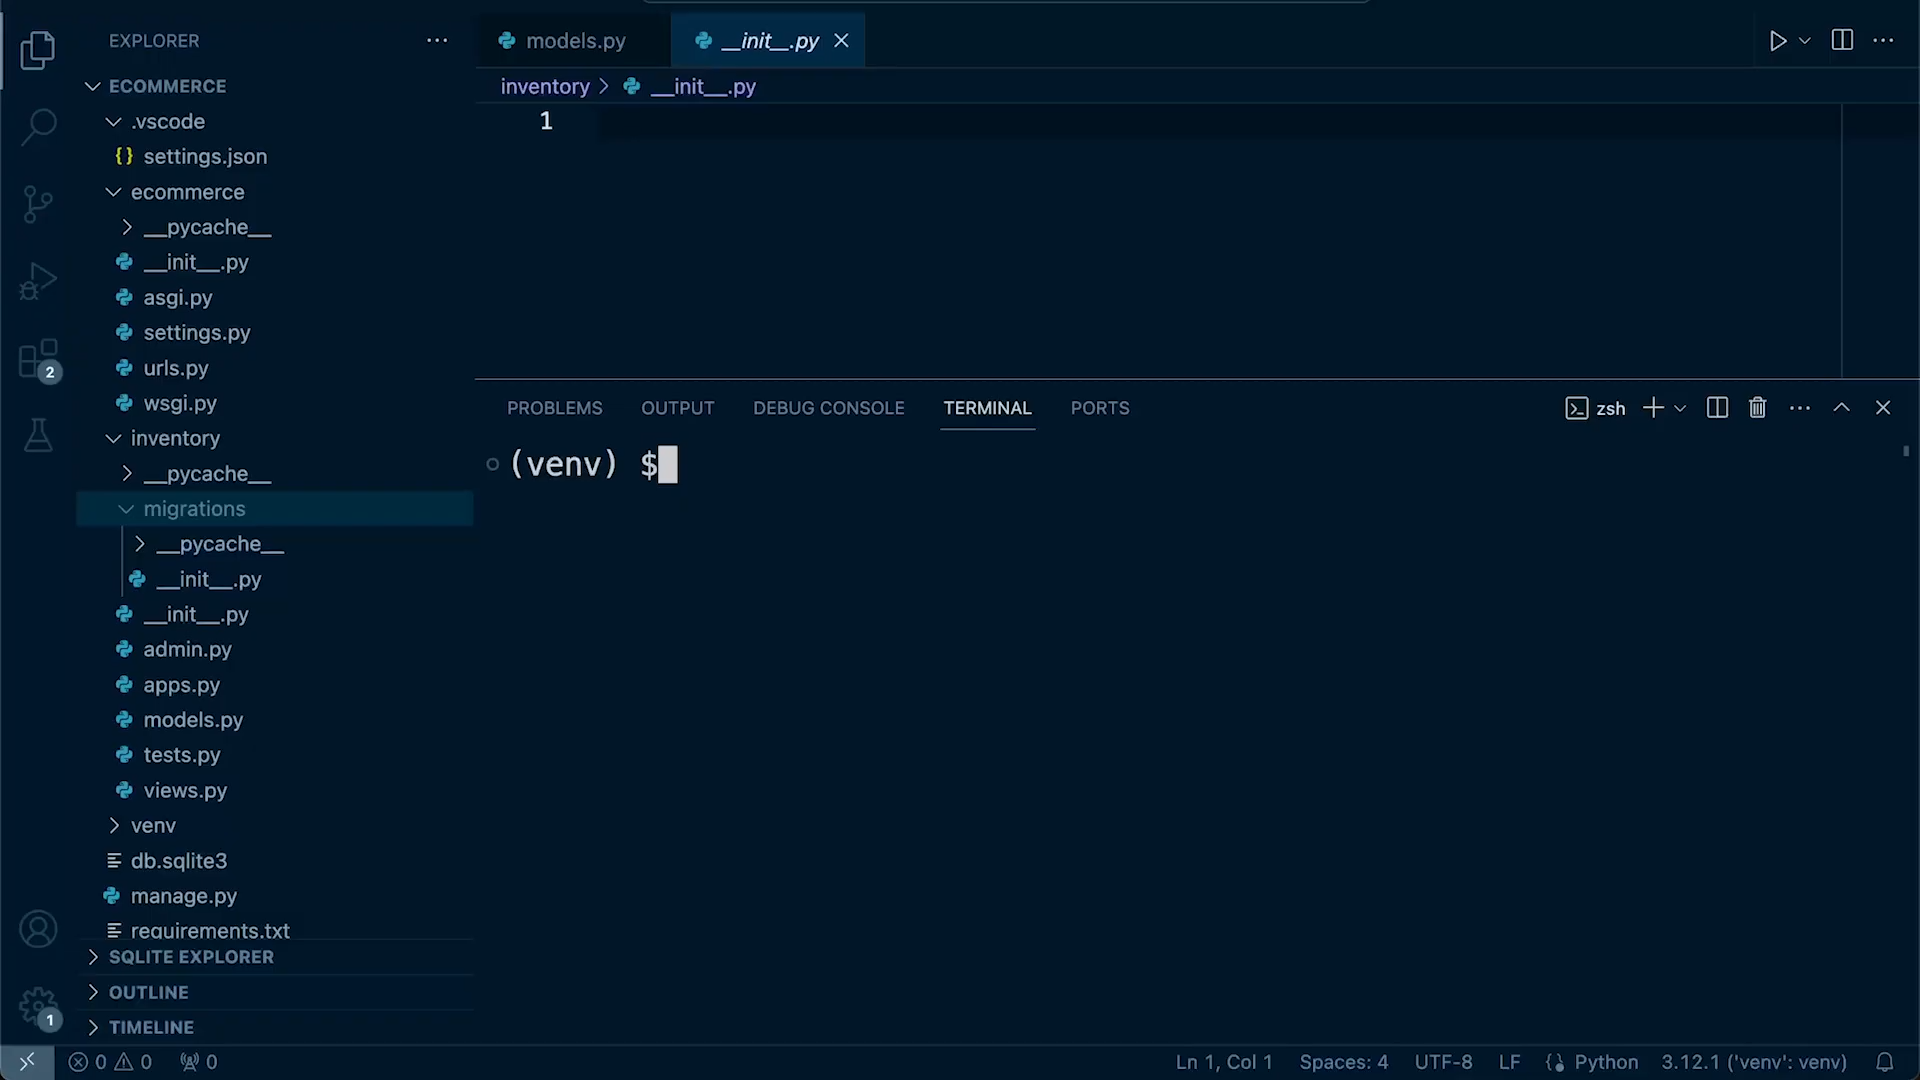 EXPLORER
ECOMMERCE
.vscode
{} settings.json
ecommerce
__pycache__
__init__.py
asgi.py
settings.py
urls.py
wsgi.py
inventory
__pycache__
migrations
__pycache__
__init__.py
__init__.py
admin.py
apps.py
models.py
tests.py
views.py
venv
db.sqlite3
manage.py
requirements.txt
SQLITE EXPLORER
OUTLINE
TIMELINE
2
1
models.py __init__.py
inventory > __init__.py
1
PROBLEMS OUTPUT DEBUG CONSOLE TERMINAL PORTS zsh
(venv) $
0 0 0 Ln 1, Col 1 Spaces: 4 UTF-8 LF Python 3.12.1 ('venv': venv)